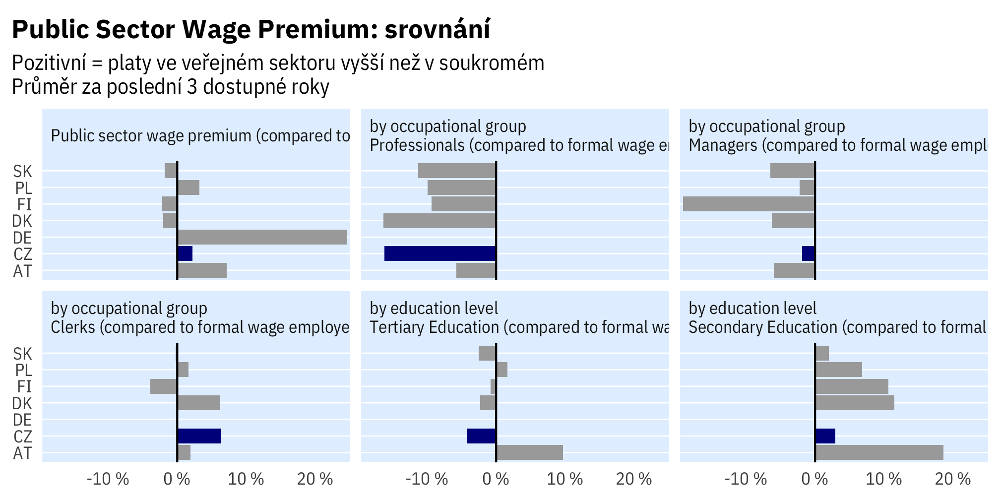 Public Sector Wage Premium: srovnání
Pozitivní = platy ve veřejném sektoru vyšší než v soukromém
Průměr za poslední 3 dostupné roky
Public sector wage premium (compared to
by occupational group
Professionals (compared to formal wage
by occupational group
Managers (compared to formal wage
SK
PL
FI
DK
DE
CZ
AT
by occupational group
Clerks (compared to formal wage employe
by education level
Tertiary Education (compared to formal wa
by education level
Secondary Education (compared to formal
SK
PL
FI
DK
DE
CZ
AT
-10 % 0 % 10 % 20 %
-10 % 0 % 10 % 20 %
-10 % 0 % 10 % 20 %